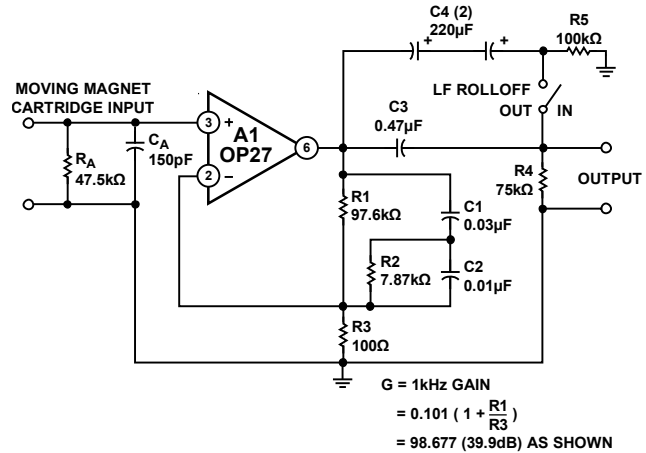 C4 (2)
220µF
R5
100kΩ
+
+
MOVING MAGNET
CARTRIDGE INPUT
LF ROLLOFF
OUT
IN
C3
0.47µF
3
+
A1
OP27
6
2
–
RA
47.5kΩ
CA
150pF
R4
75kΩ
OUTPUT
R1
97.6kΩ
C1
0.03µF
R2
7.87kΩ
C2
0.01µF
R3
100Ω
G = 1kHz GAIN
= 0.101 ( 1 + R1
R3 )
= 98.677 (39.9dB) AS SHOWN